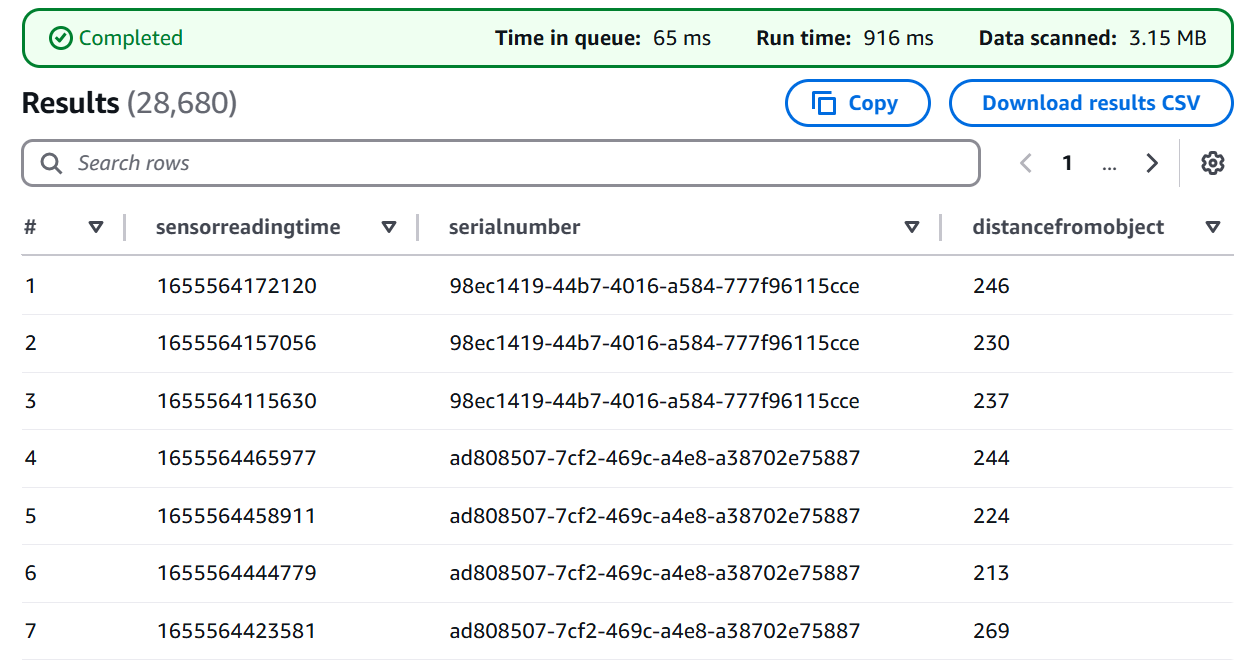 Completed Time in queue: 65 ms Run time: 916 ms Data scanned: 3.15 MB
Results (28,680) Copy Download results CSV
Search rows 1 ...
# sensorreadingtime serialnumber distancefromobject
1 1655564172120 98ec1419-44b7-4016-a584-777f96115cce 246
2 1655564157056 98ec1419-44b7-4016-a584-777f96115cce 230
3 1655564115630 98ec1419-44b7-4016-a584-777f96115cce 237
4 1655564465977 ad808507-7cf2-469c-a4e8-a38702e75887 244
5 1655564458911 ad808507-7cf2-469c-a4e8-a38702e75887 224
6 1655564444779 ad808507-7cf2-469c-a4e8-a38702e75887 213
7 1655564423581 ad808507-7cf2-469c-a4e8-a38702e75887 269